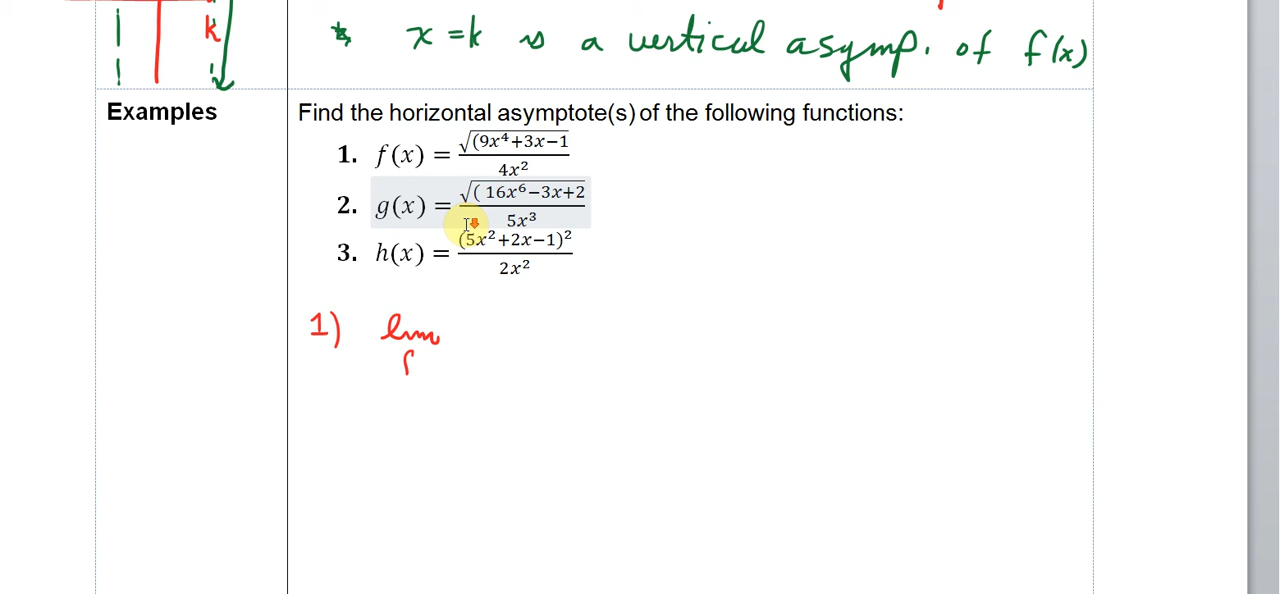 k
* x = k is a vertical asymp. of f(x)
Examples
Find the horizontal asymptote(s) of the following functions:
1. f(x) = √(9x⁴+3x−1 / 4x²
2. g(x) = √( 16x⁶−3x+2 / 5x³
3. h(x) = (5x²+2x−1)² / 2x²
1) lim